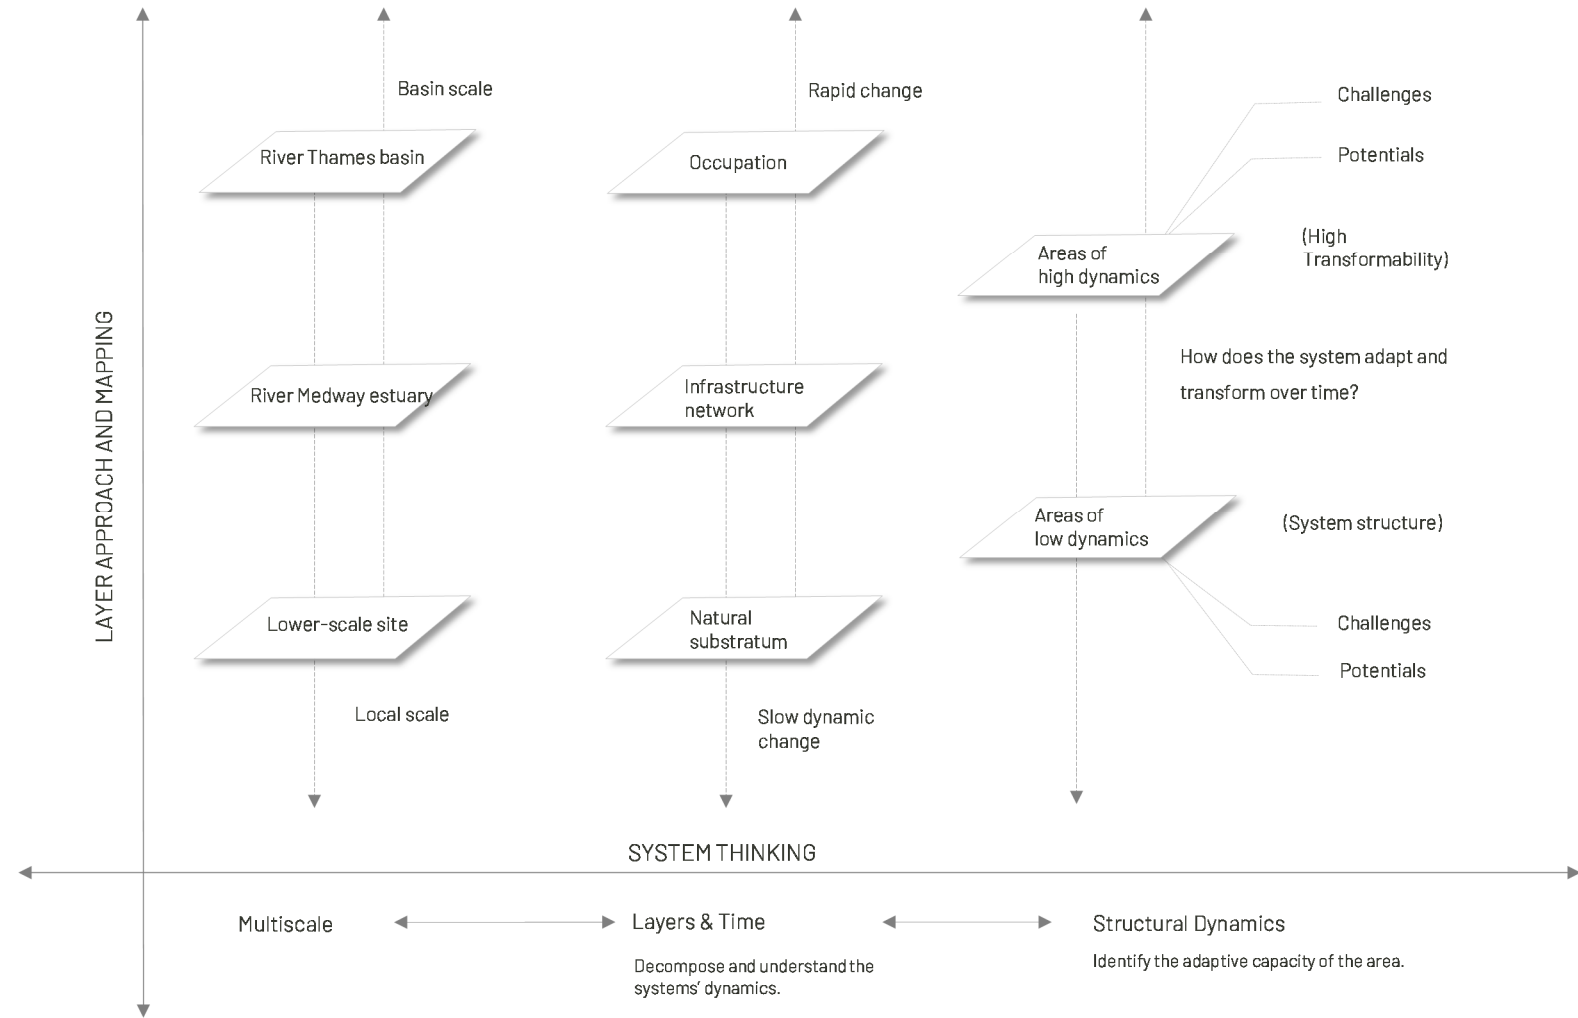 Basin scale
Rapid change
Challenges
River Thames basin
Occupation
Potentials
(High
Transformability)
Areas of
high dynamics
LAYER APPROACH AND MAPPING
River Medway estuary
Infrastructure
network
How does the system adapt and
transform over time?
Areas of
low dynamics
(System structure)
Lower-scale site
Natural
substratum
Challenges
Potentials
Local scale
Slow dynamic
change
SYSTEM THINKING
Multiscale
Layers & Time
Structural Dynamics
Decompose and understand the
systems' dynamics.
Identify the adaptive capacity of the area.